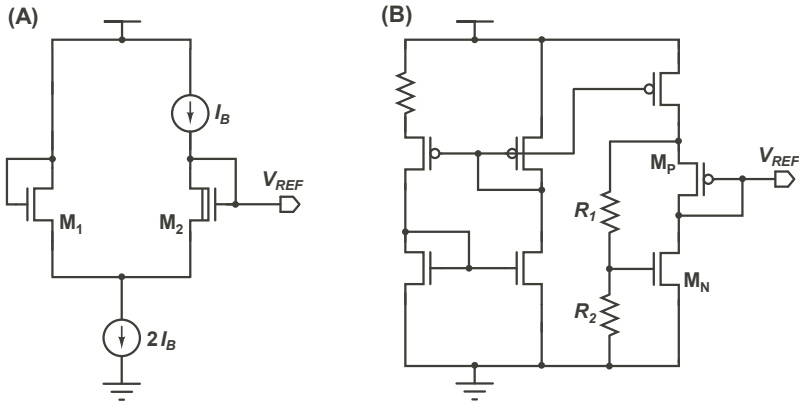 (A)
(B)
I_B
V_REF
M_1
M_2
2I_B
M_P
V_REF
R_1
M_N
R_2